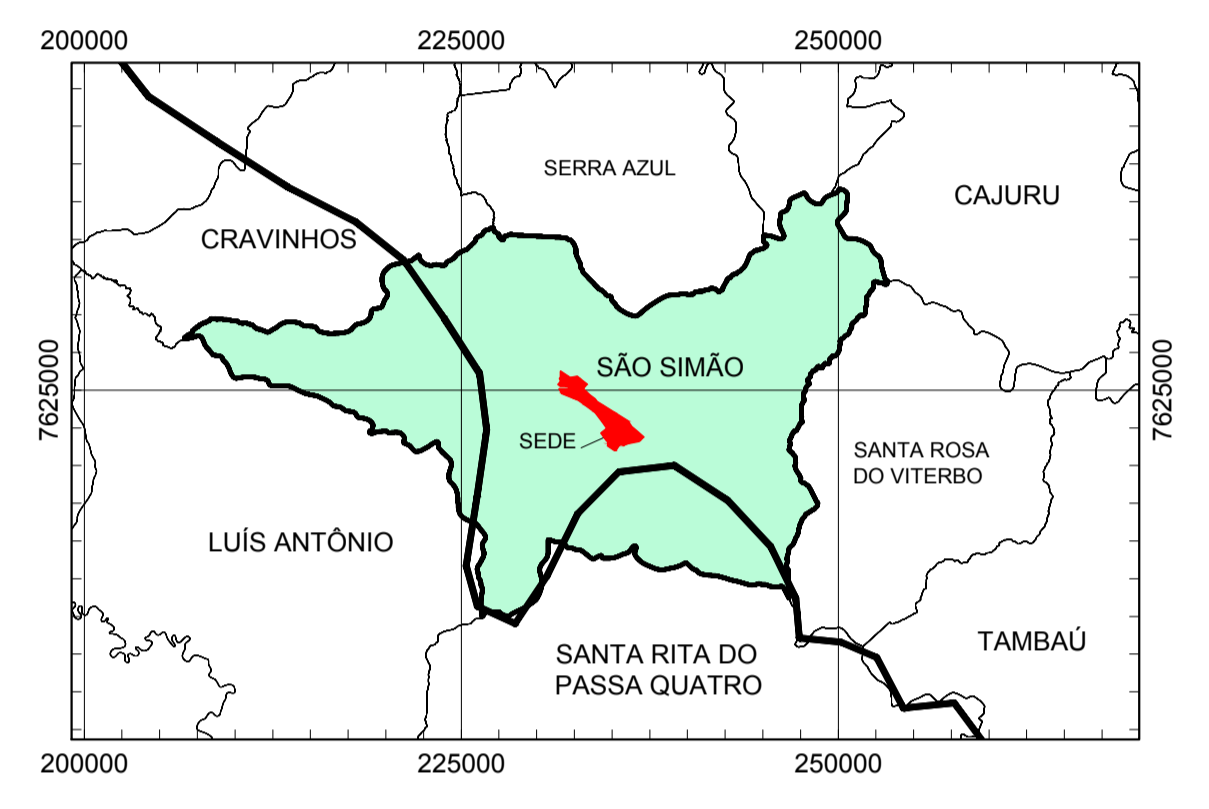 200000 225000 250000
SERRA AZUL
CAJURU
CRAVINHOS
SÃO SIMÃO
7625000 7625000
SEDE
SANTA ROSA
DO VITERBO
LUÍS ANTÔNIO
TAMBAÚ
SANTA RITA DO
PASSA QUATRO
200000 225000 250000